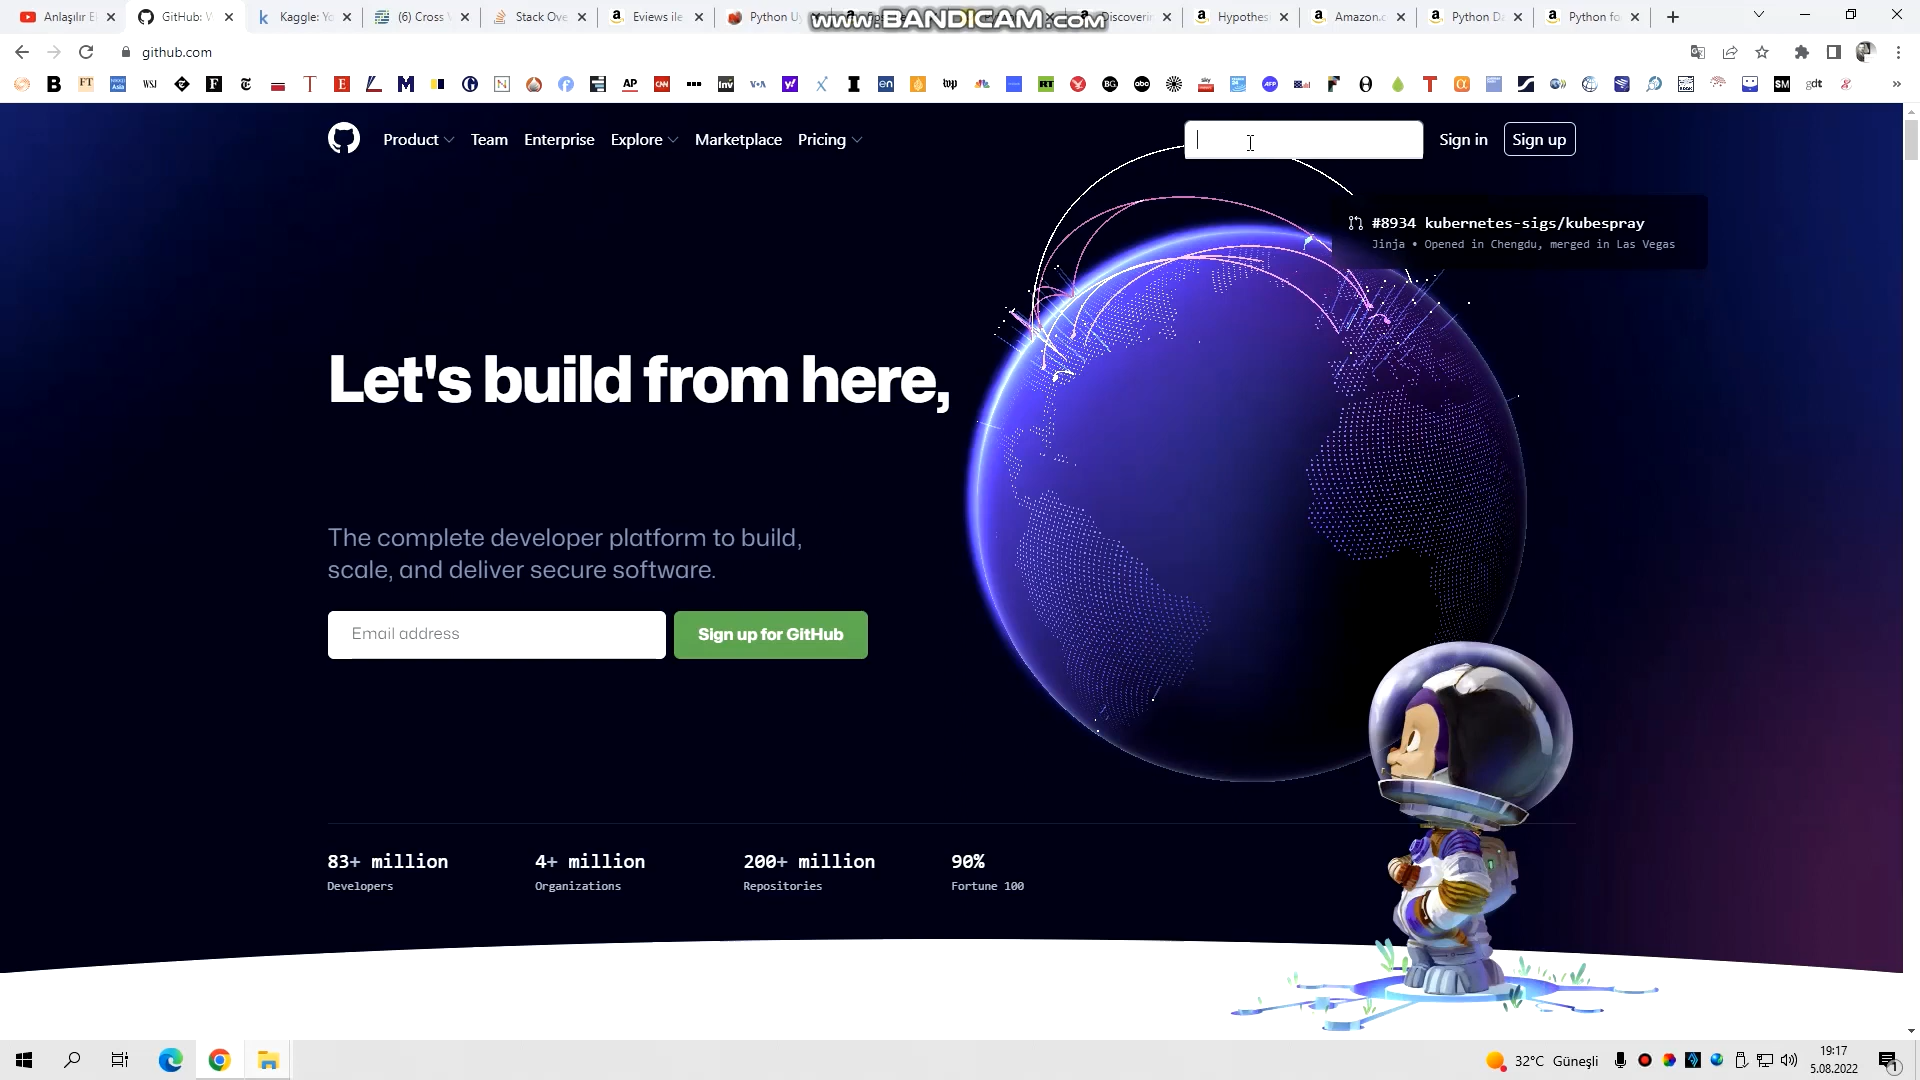 Anlaşılır E
GitHub: W
Kaggle: Yo
(6) Cross V
Stack Ove
Eviews ile
Python U
www.BANDICAM.com
Discoverin
Hypothes
Amazon.c
Python Da
Python fo
github.com
Product
Team
Enterprise
Explore
Marketplace
Pricing
Sign in
Sign up
#8934 kubernetes-sigs/kubespray
Jinja • Opened in Chengdu, merged in Las Vegas
Let's build from here,
The complete developer platform to build,
scale, and deliver secure software.
Email address
Sign up for GitHub
83+ million
Developers
4+ million
Organizations
200+ million
Repositories
90%
Fortune 100
32°C Güneşli
19:17
5.08.2022
1